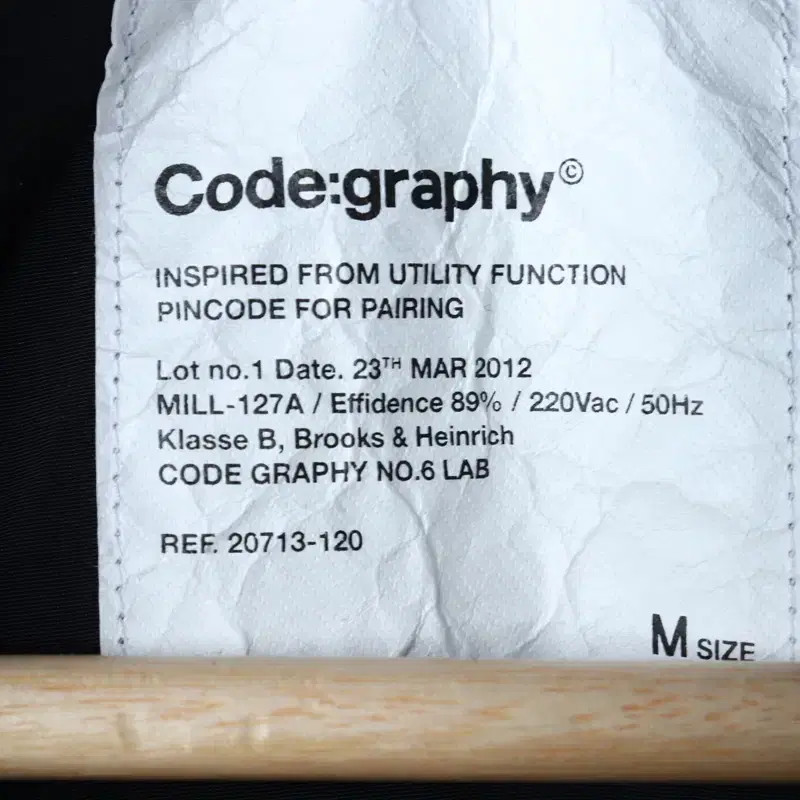 Code:graphy©
INSPIRED FROM UTILITY FUNCTION
PINCODE FOR PAIRING
Lot no.1 Date. 23TH MAR 2012
MILL-127A / Effidence 89% / 220Vac / 50Hz
Klasse B, Brooks & Heinrich
CODE GRAPHY NO.6 LAB
REF. 20713-120
M SIZE